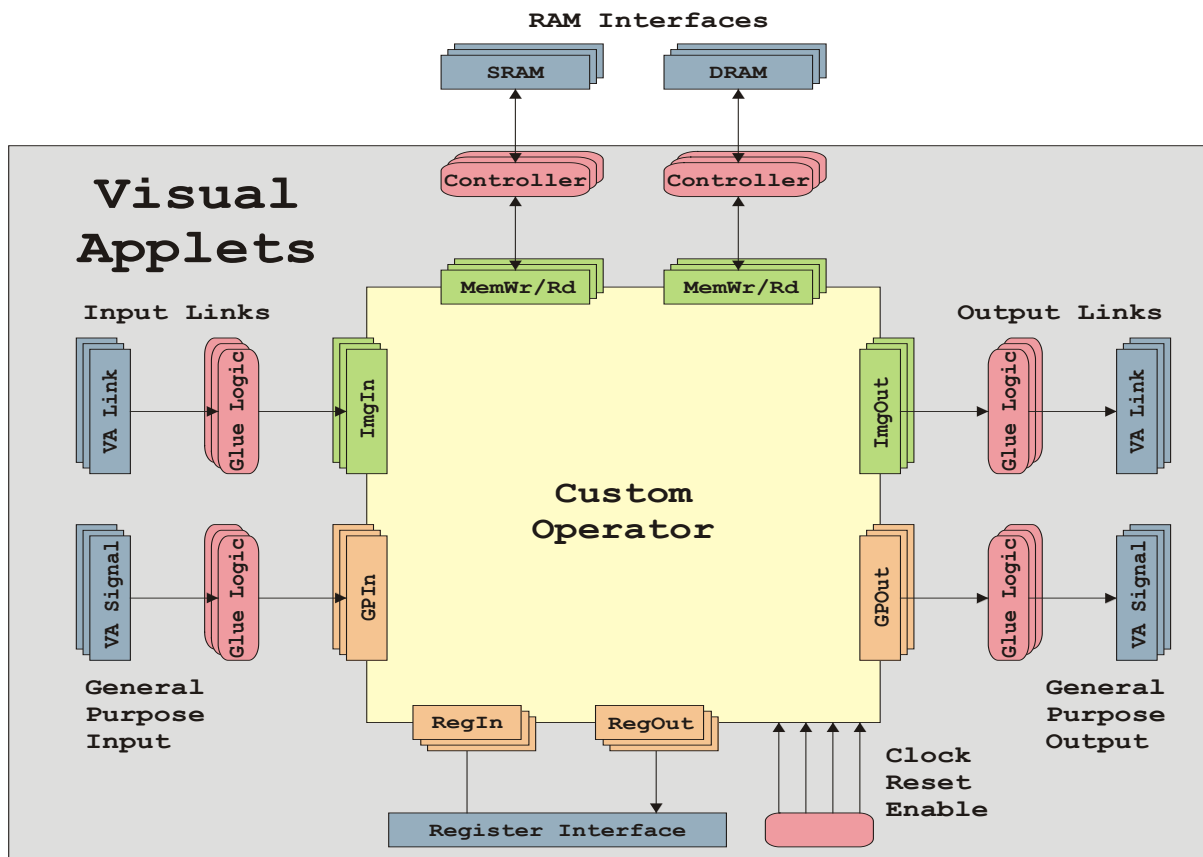 RAM Interfaces
SRAM
DRAM
Controller
Controller
Visual
Applets
MemWr/Rd
MemWr/Rd
Input Links
Output Links
VA Link
Glue Logic
ImgIn
ImgOut
Glue Logic
VA Link
Custom
Operator
VA Signal
Glue Logic
GPIn
GPOut
Glue Logic
VA Signal
General
Purpose
Input
General
Purpose
Output
RegIn
RegOut
Clock
Reset
Enable
Register Interface